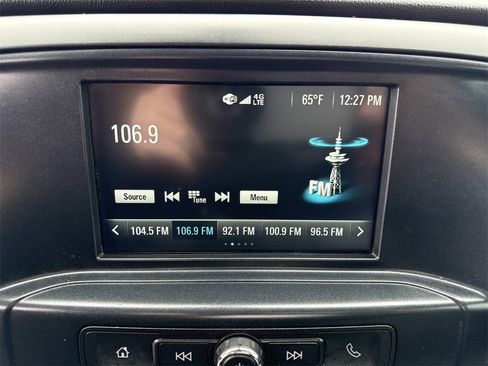 4G LTE 65°F 12:27 PM
106.9
FM
Source Tune Menu
104.5 FM 106.9 FM 92.1 FM 100.9 FM 96.5 FM